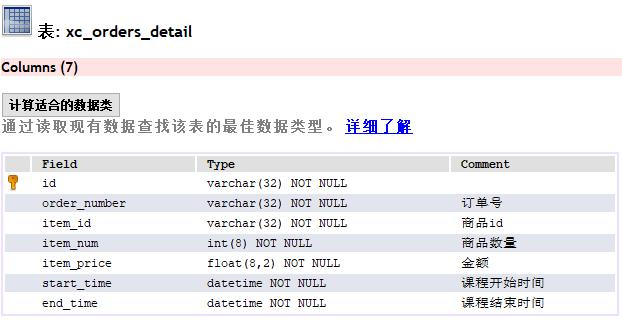 表: xc_orders_detail
Columns (7)
计算适合的数据类
通过读取现有数据查找该表的最佳数据类型。 详细了解
Field Type Comment
id varchar(32) NOT NULL
order_number varchar(32) NOT NULL 订单号
item_id varchar(32) NOT NULL 商品id
item_num int(8) NOT NULL 商品数量
item_price float(8,2) NOT NULL 金额
start_time datetime NOT NULL 课程开始时间
end_time datetime NOT NULL 课程结束时间